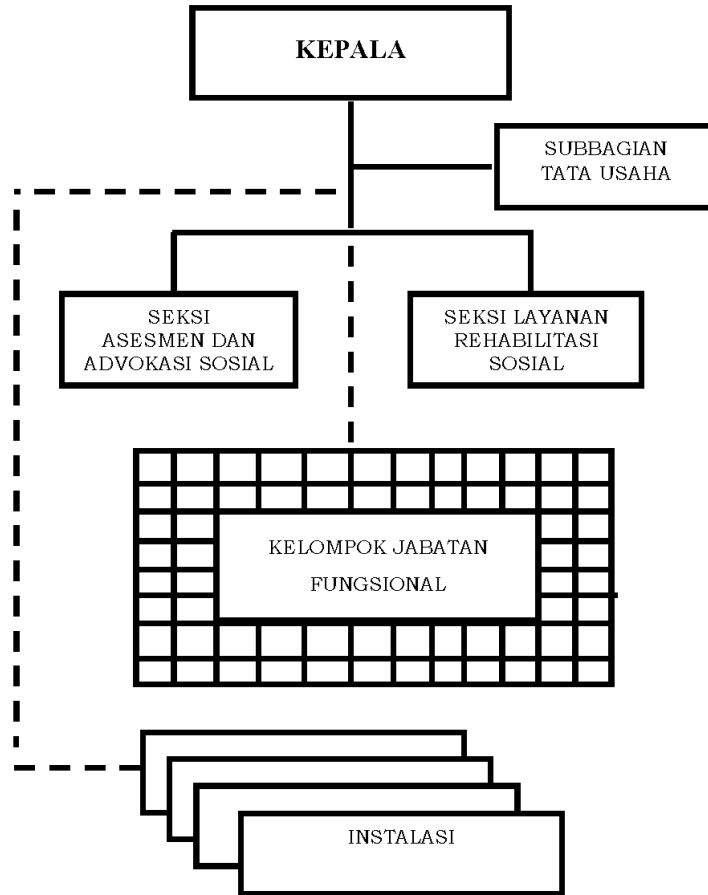 KEPALA
SUBBAGIAN
TATA USAHA
SEKSI
ASESMEN DAN
ADVOKASI SOSIAL
SEKSI LAYANAN
REHABILITASI
SOSIAL
KELOMPOK JABATAN
FUNGSIONAL
INSTALASI